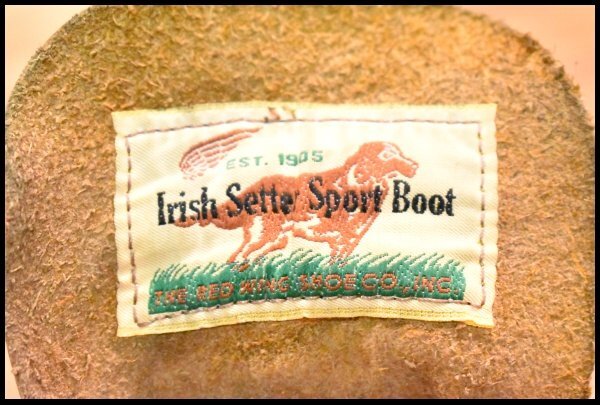 EST. 1905
Irish Setter Sport Boot
THE RED WING SHOE CO., INC.